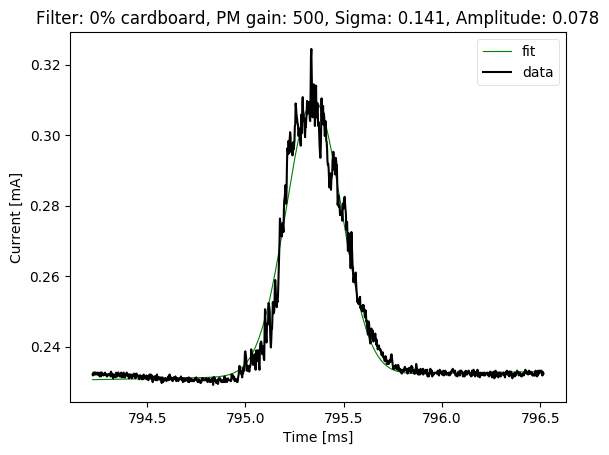 Filter: 0% cardboard, PM gain: 500, Sigma: 0.141, Amplitude: 0.078
fit
data
0.32
0.30
0.28
0.26
0.24
Current [mA]
794.5 795.0 795.5 796.0 796.5
Time [ms]